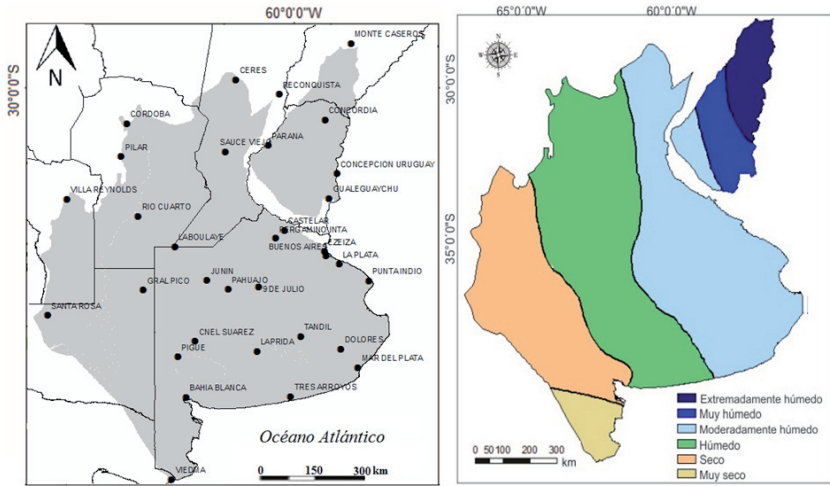 60°0'0"W
30°0'0"S
N
MONTE CASEROS
CERES
RECONQUISTA
CORDOBA
CONCORDIA
PILAR
SAUCE VIEJO
PARANA
CONCEPCION URUGUAY
VILLA REYNOLDS
GUALEGUAYCHU
RIO CUARTO
CASTELAR
PERGAMINO INTA
LABOULAYE
BUENOS AIRES
EZEIZA
LA PLATA
JUNIN
PUNTA INDIO
GRAL PICO
PAHUAJO
9 DE JULIO
SANTA ROSA
CNEL SUAREZ
TANDIL
PIGUE
LAPRIDA
DOLORES
MAR DEL PLATA
BAHIA BLANCA
TRES ARROYOS
Océano Atlántico
VIEDMA
0 150 300 km
65°0'0"W 60°0'0"W
N
30°0'0"S
35°0'0"S
Extremadamente húmedo
Muy húmedo
Moderadamente húmedo
Húmedo
Seco
Muy seco
0 50 100 200 300
km